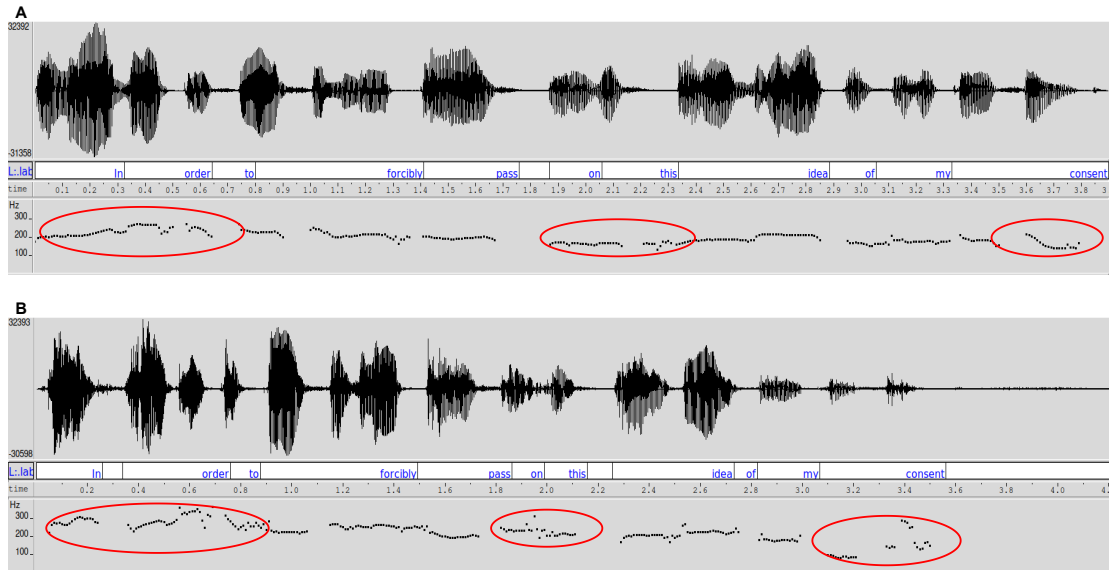 A
32392
-31358
L:.lab In order to forcibly pass on this idea of my consent
time 0.1 0.2 0.3 0.4 0.5 0.6 0.7 0.8 0.9 1.0 1.1 1.2 1.3 1.4 1.5 1.6 1.7 1.8 1.9 2.0 2.1 2.2 2.3 2.4 2.5 2.6 2.7 2.8 2.9 3.0 3.1 3.2 3.3 3.4 3.5 3.6 3.7 3.8 3
Hz
300
200
100
B
32393
-30598
L:.lab In order to forcibly pass on this idea of my consent
time 0.2 0.4 0.6 0.8 1.0 1.2 1.4 1.6 1.8 2.0 2.2 2.4 2.6 2.8 3.0 3.2 3.4 3.6 3.8 4.0 4.
Hz
300
200
100